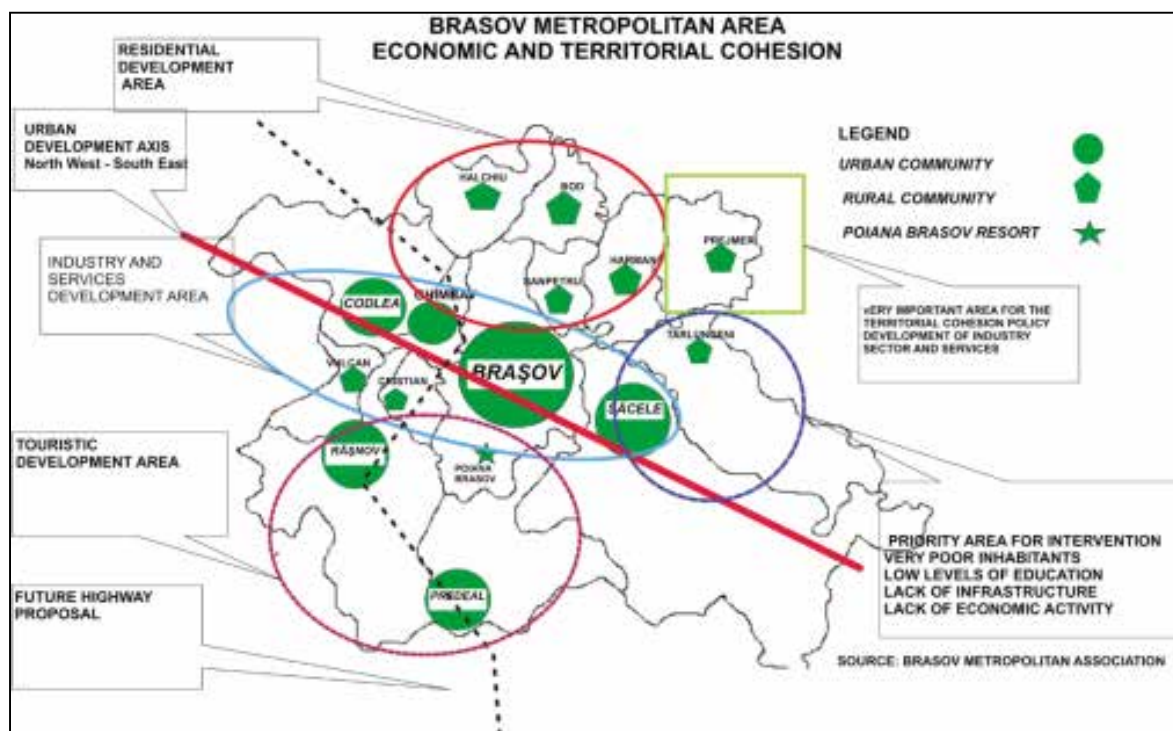 BRASOV METROPOLITAN AREA
ECONOMIC AND TERRITORIAL COHESION
RESIDENTIAL
DEVELOPMENT
AREA
URBAN
DEVELOPMENT AXIS
North West - South East
INDUSTRY AND
SERVICES
DEVELOPMENT AREA
TOURISTIC
DEVELOPMENT AREA
FUTURE HIGHWAY
PROPOSAL
LEGEND
URBAN COMMUNITY
RURAL COMMUNITY
POIANA BRASOV RESORT
HALCHIU
BOD
PREJMER
HARMAN
SANPETRU
CODLEA
GHIMBAV
TARLUNGENI
VULCAN
CRISTIAN
BRAŞOV
SACELE
RÂŞNOV
POIANA
BRASOV
PREDEAL
VERY IMPORTANT AREA FOR THE
TERRITORIAL COHESION POLICY
DEVELOPMENT OF INDUSTRY
SECTOR AND SERVICES
PRIORITY AREA FOR INTERVENTION
VERY POOR INHABITANTS
LOW LEVELS OF EDUCATION
LACK OF INFRASTRUCTURE
LACK OF ECONOMIC ACTIVITY
SOURCE: BRASOV METROPOLITAN ASSOCIATION